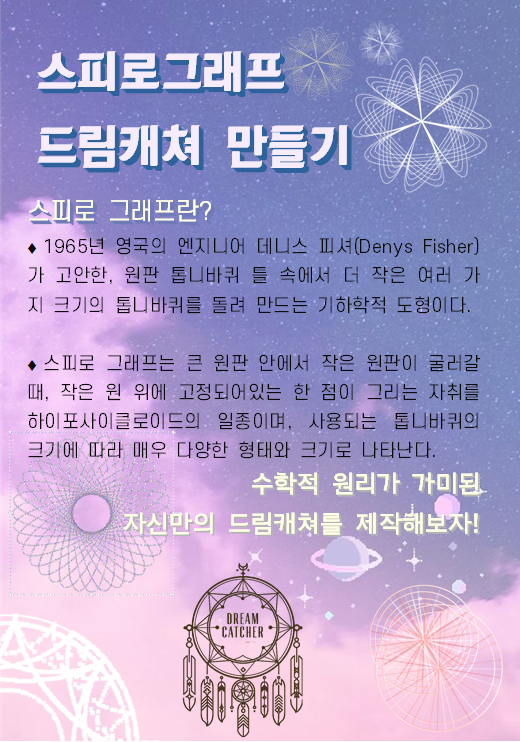 스피로그래프
드림캐쳐 만들기
스피로 그래프란?
♦ 1965년 영국의 엔지니어 데니스 피셔(Denys Fisher)
가 고안한, 원판 톱니바퀴 틀 속에서 더 작은 여러 가
지 크기의 톱니바퀴를 돌려 만드는 기하학적 도형이다.
♦ 스피로 그래프는 큰 원판 안에서 작은 원판이 굴러갈
때, 작은 원 위에 고정되어있는 한 점이 그리는 자취를
하이포사이클로이드의 일종이며, 사용되는 톱니바퀴의
크기에 따라 매우 다양한 형태와 크기로 나타난다.
수학적 원리가 가미된
자신만의 드림캐쳐를 제작해보자!
DREAM
CATCHER